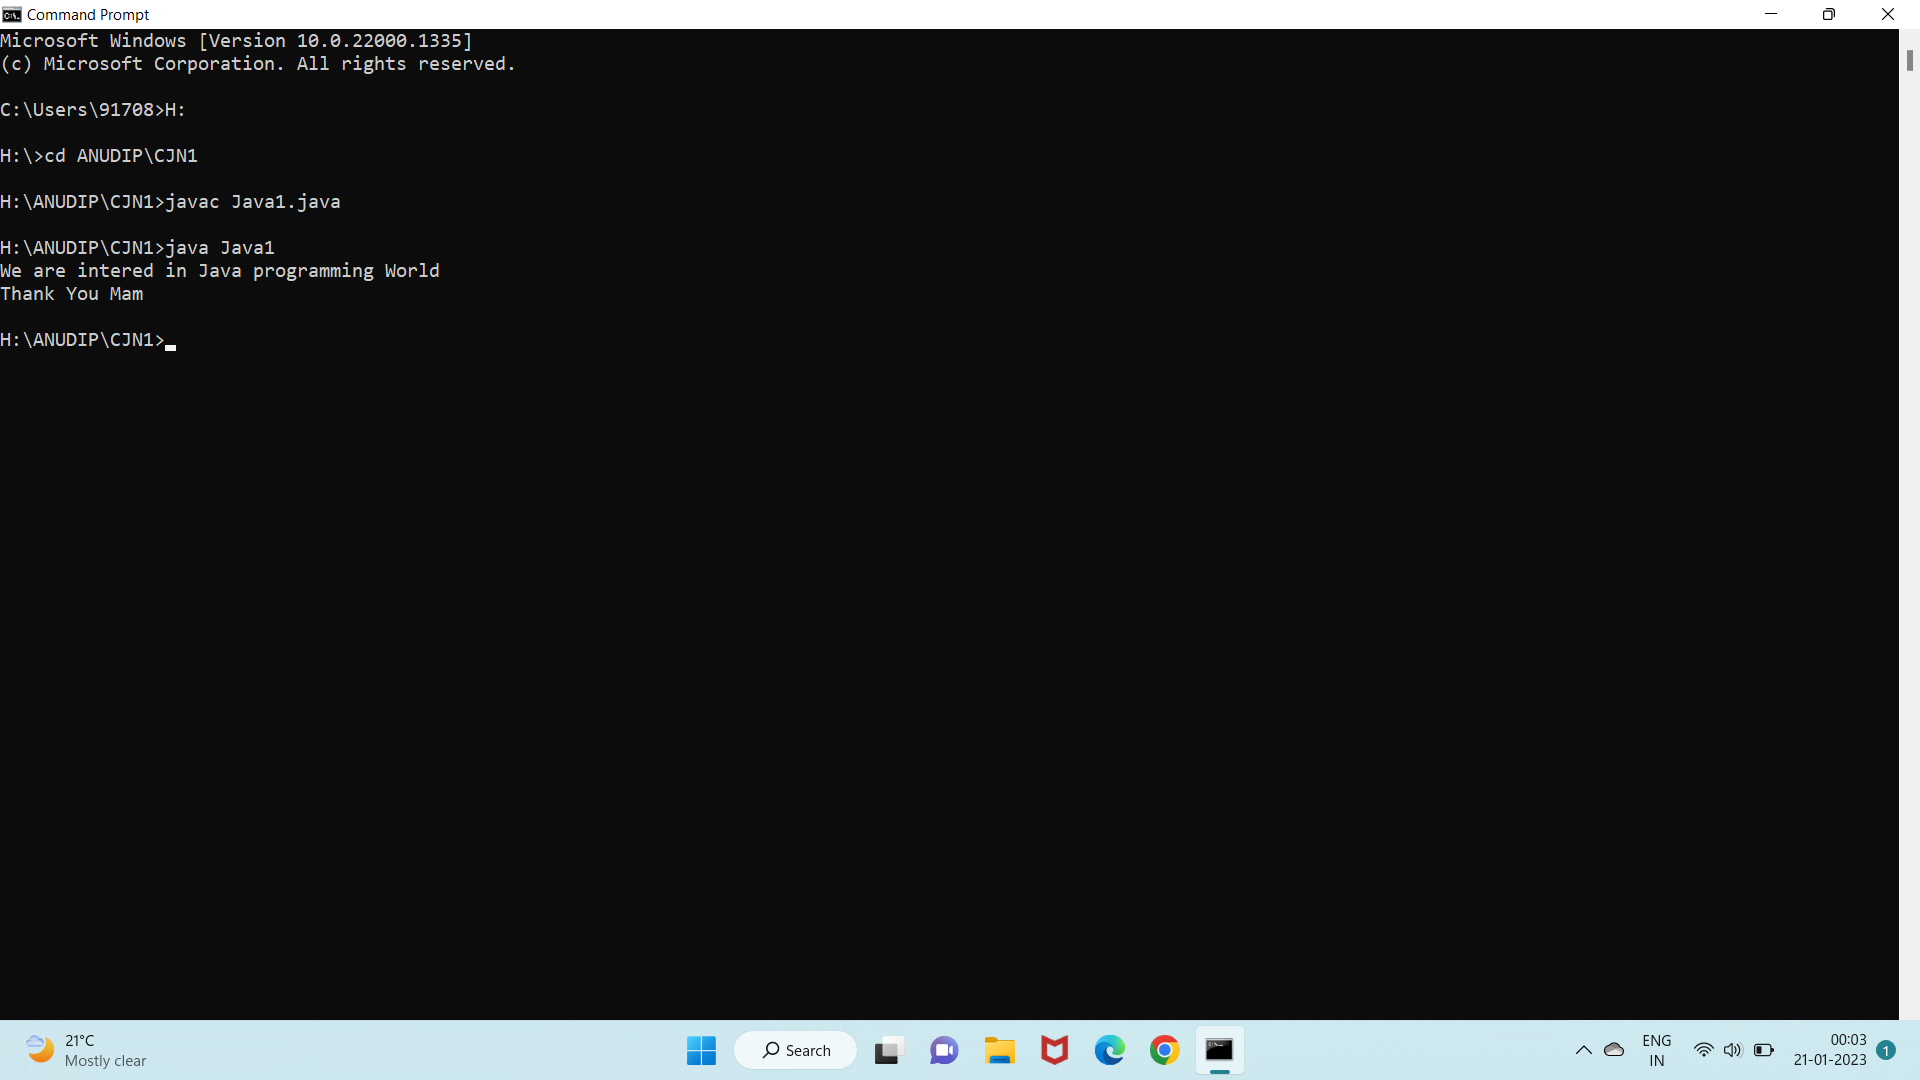 Command Prompt
Microsoft Windows [Version 10.0.22000.1335]
(c) Microsoft Corporation. All rights reserved.
C:\Users\91708>H:
H:\>cd ANUDIP\CJN1
H:\ANUDIP\CJN1>javac Java1.java
H:\ANUDIP\CJN1>java Java1
We are intered in Java programming World
Thank You Mam
H:\ANUDIP\CJN1>
21°C
Mostly clear
Search
ENG
IN
00:03
21-01-2023
1